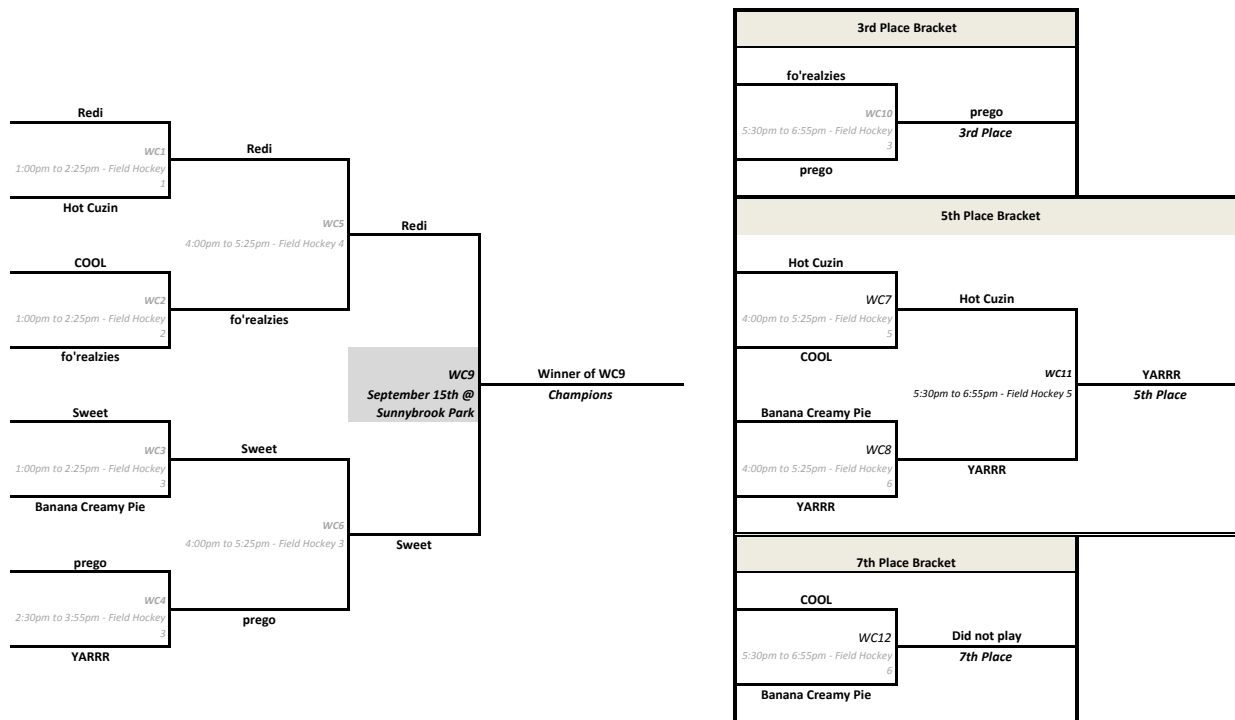 Redi
WC1
1:00pm to 2:25pm - Field Hockey
1
Hot Cuzin
Redi
COOL
WC2
1:00pm to 2:25pm - Field Hockey
2
fo'realzies
fo'realzies
WC5
4:00pm to 5:25pm - Field Hockey 4
Redi
Sweet
WC3
1:00pm to 2:25pm - Field Hockey
3
Banana Creamy Pie
Sweet
prego
WC4
2:30pm to 3:55pm - Field Hockey
3
YARRR
prego
WC6
4:00pm to 5:25pm - Field Hockey 3
Sweet
WC9
September 15th @
Sunnybrook Park
Winner of WC9
Champions
3rd Place Bracket
fo'realzies
WC10
5:30pm to 6:55pm - Field Hockey
3
prego
prego
3rd Place
5th Place Bracket
Hot Cuzin
WC7
4:00pm to 5:25pm - Field Hockey
5
COOL
Hot Cuzin
Banana Creamy Pie
WC8
4:00pm to 5:25pm - Field Hockey
6
YARRR
YARRR
WC11
5:30pm to 6:55pm - Field Hockey 5
YARRR
5th Place
7th Place Bracket
COOL
WC12
5:30pm to 6:55pm - Field Hockey
6
Banana Creamy Pie
Did not play
7th Place